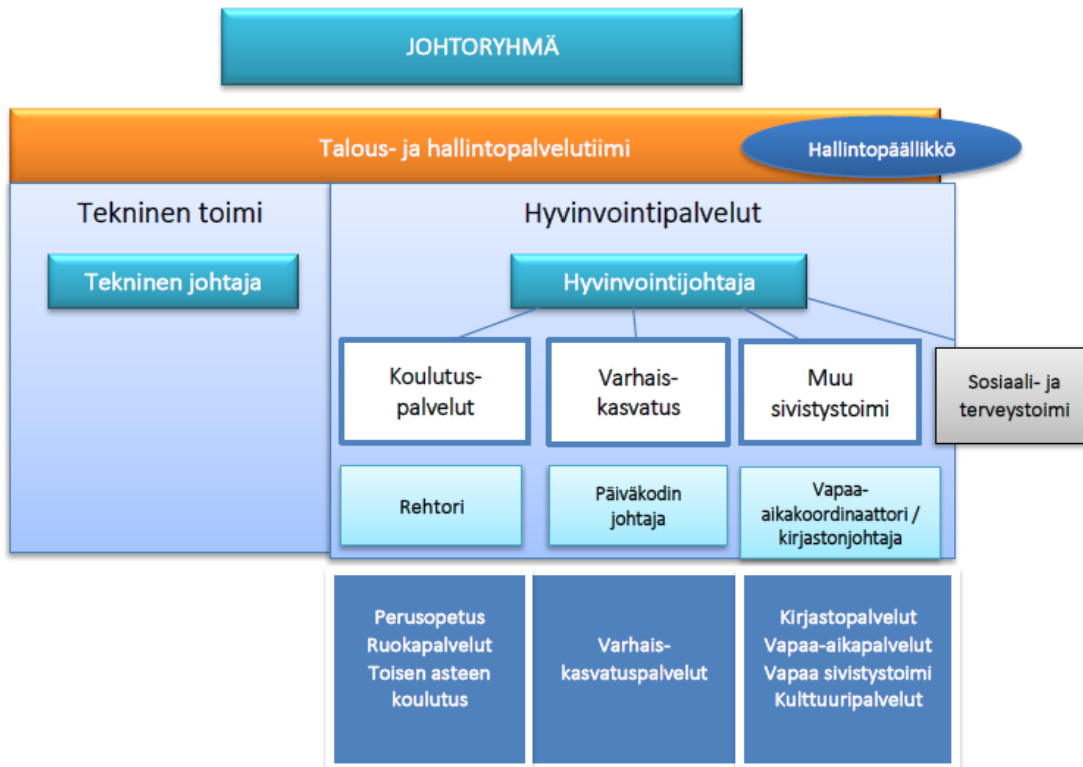 JOHTORYHMÄ
Talous- ja hallintopalvelutiimi
Hallintopäällikkö
Tekninen toimi
Hyvinvointipalvelut
Tekninen johtaja
Hyvinvointijohtaja
Koulutus-
palvelut
Varhais-
kasvatus
Muu
sivistystoimi
Sosiaali- ja
terveystoimi
Rehtori
Päiväkodin
johtaja
Vapaa-
aikakoordinaattori /
kirjastonjohtaja
Perusopetus
Ruokapalvelut
Toisen asteen
koulutus
Varhais-
kasvatuspalvelut
Kirjastopalvelut
Vapaa-aikapalvelut
Vapaa sivistystoimi
Kulttuuripalvelut